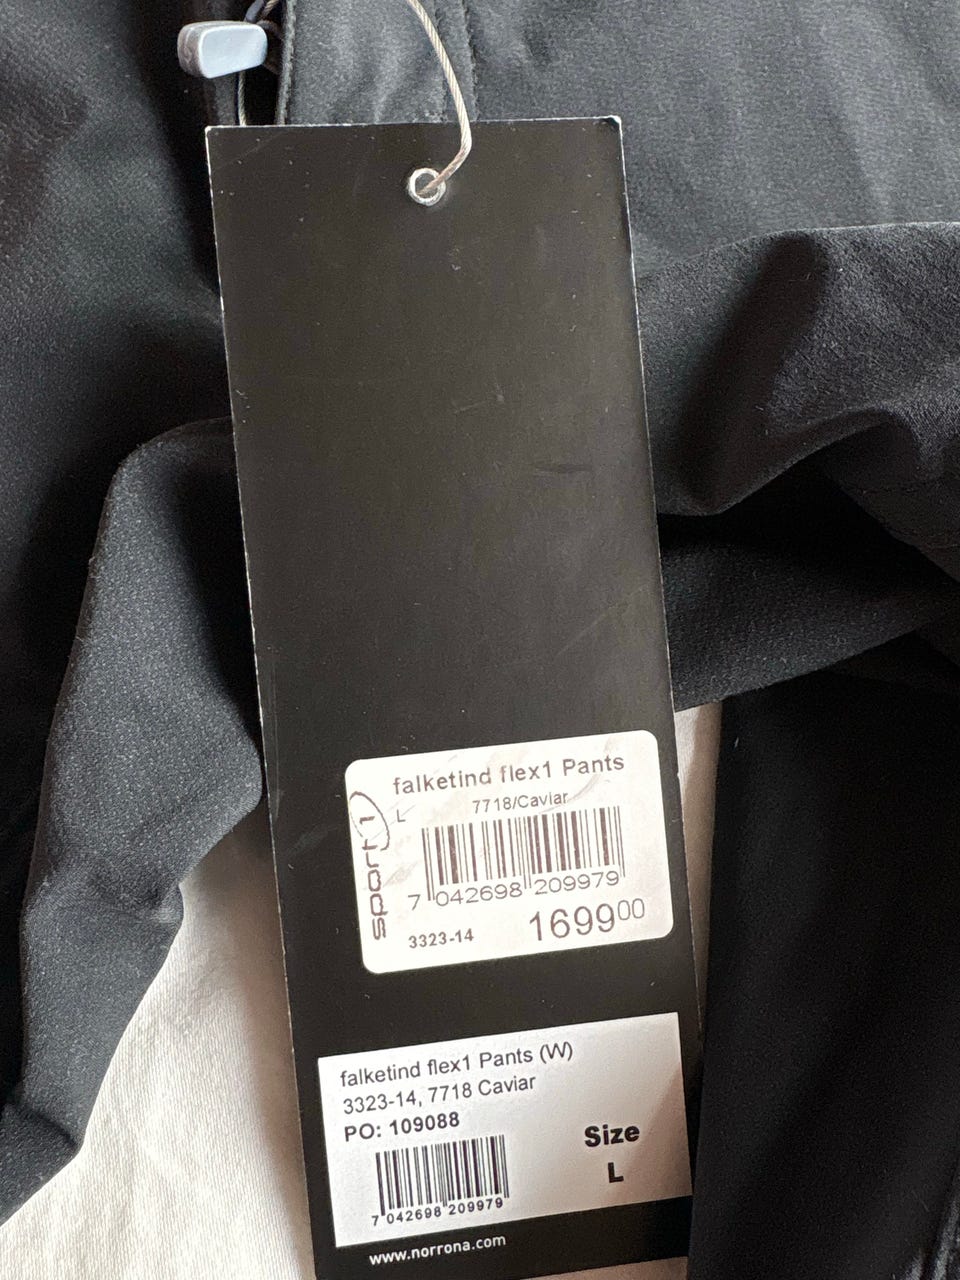 falketind flex1 Pants
L 7718/Caviar
sport 1
7 042698 209979
3323-14 1699 00
falketind flex1 Pants (W)
3323-14, 7718 Caviar
PO: 109088
Size
L
7 042698 209979
www.norrona.com